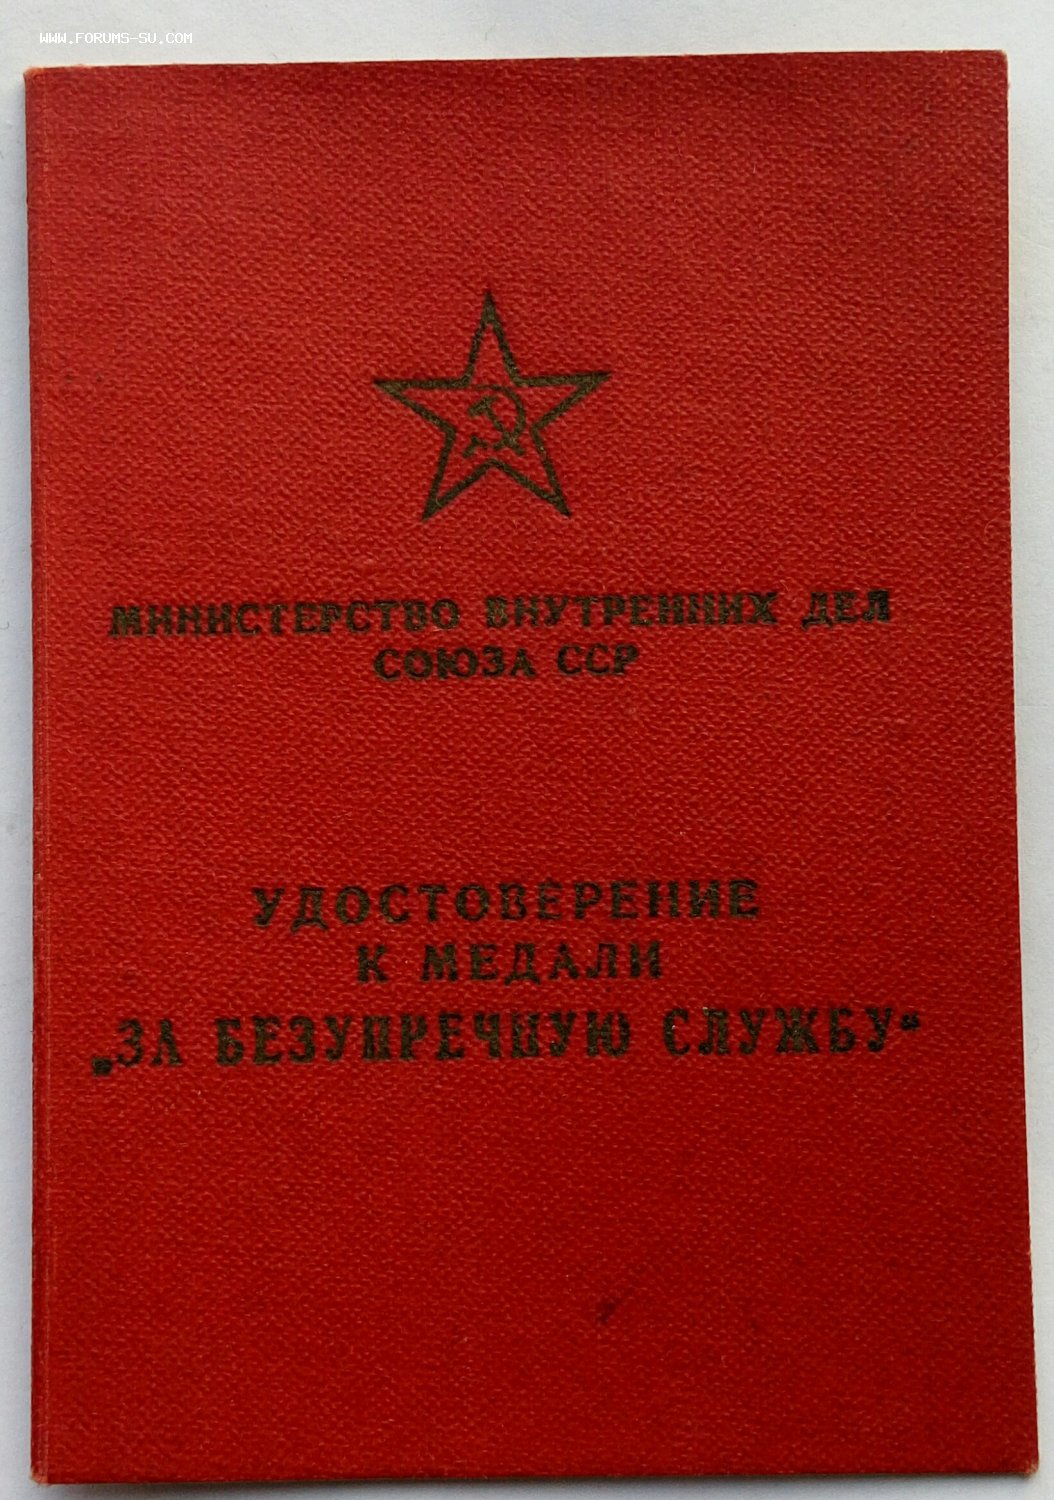 WWW.FORUMS-SU.COM
МИНИСТЕРСТВО ВНУТРЕННИХ ДЕЛ
СОЮЗА ССР
УДОСТОВЕРЕНИЕ
К МЕДАЛИ
„ЗА БЕЗУПРЕЧНУЮ СЛУЖБУ“